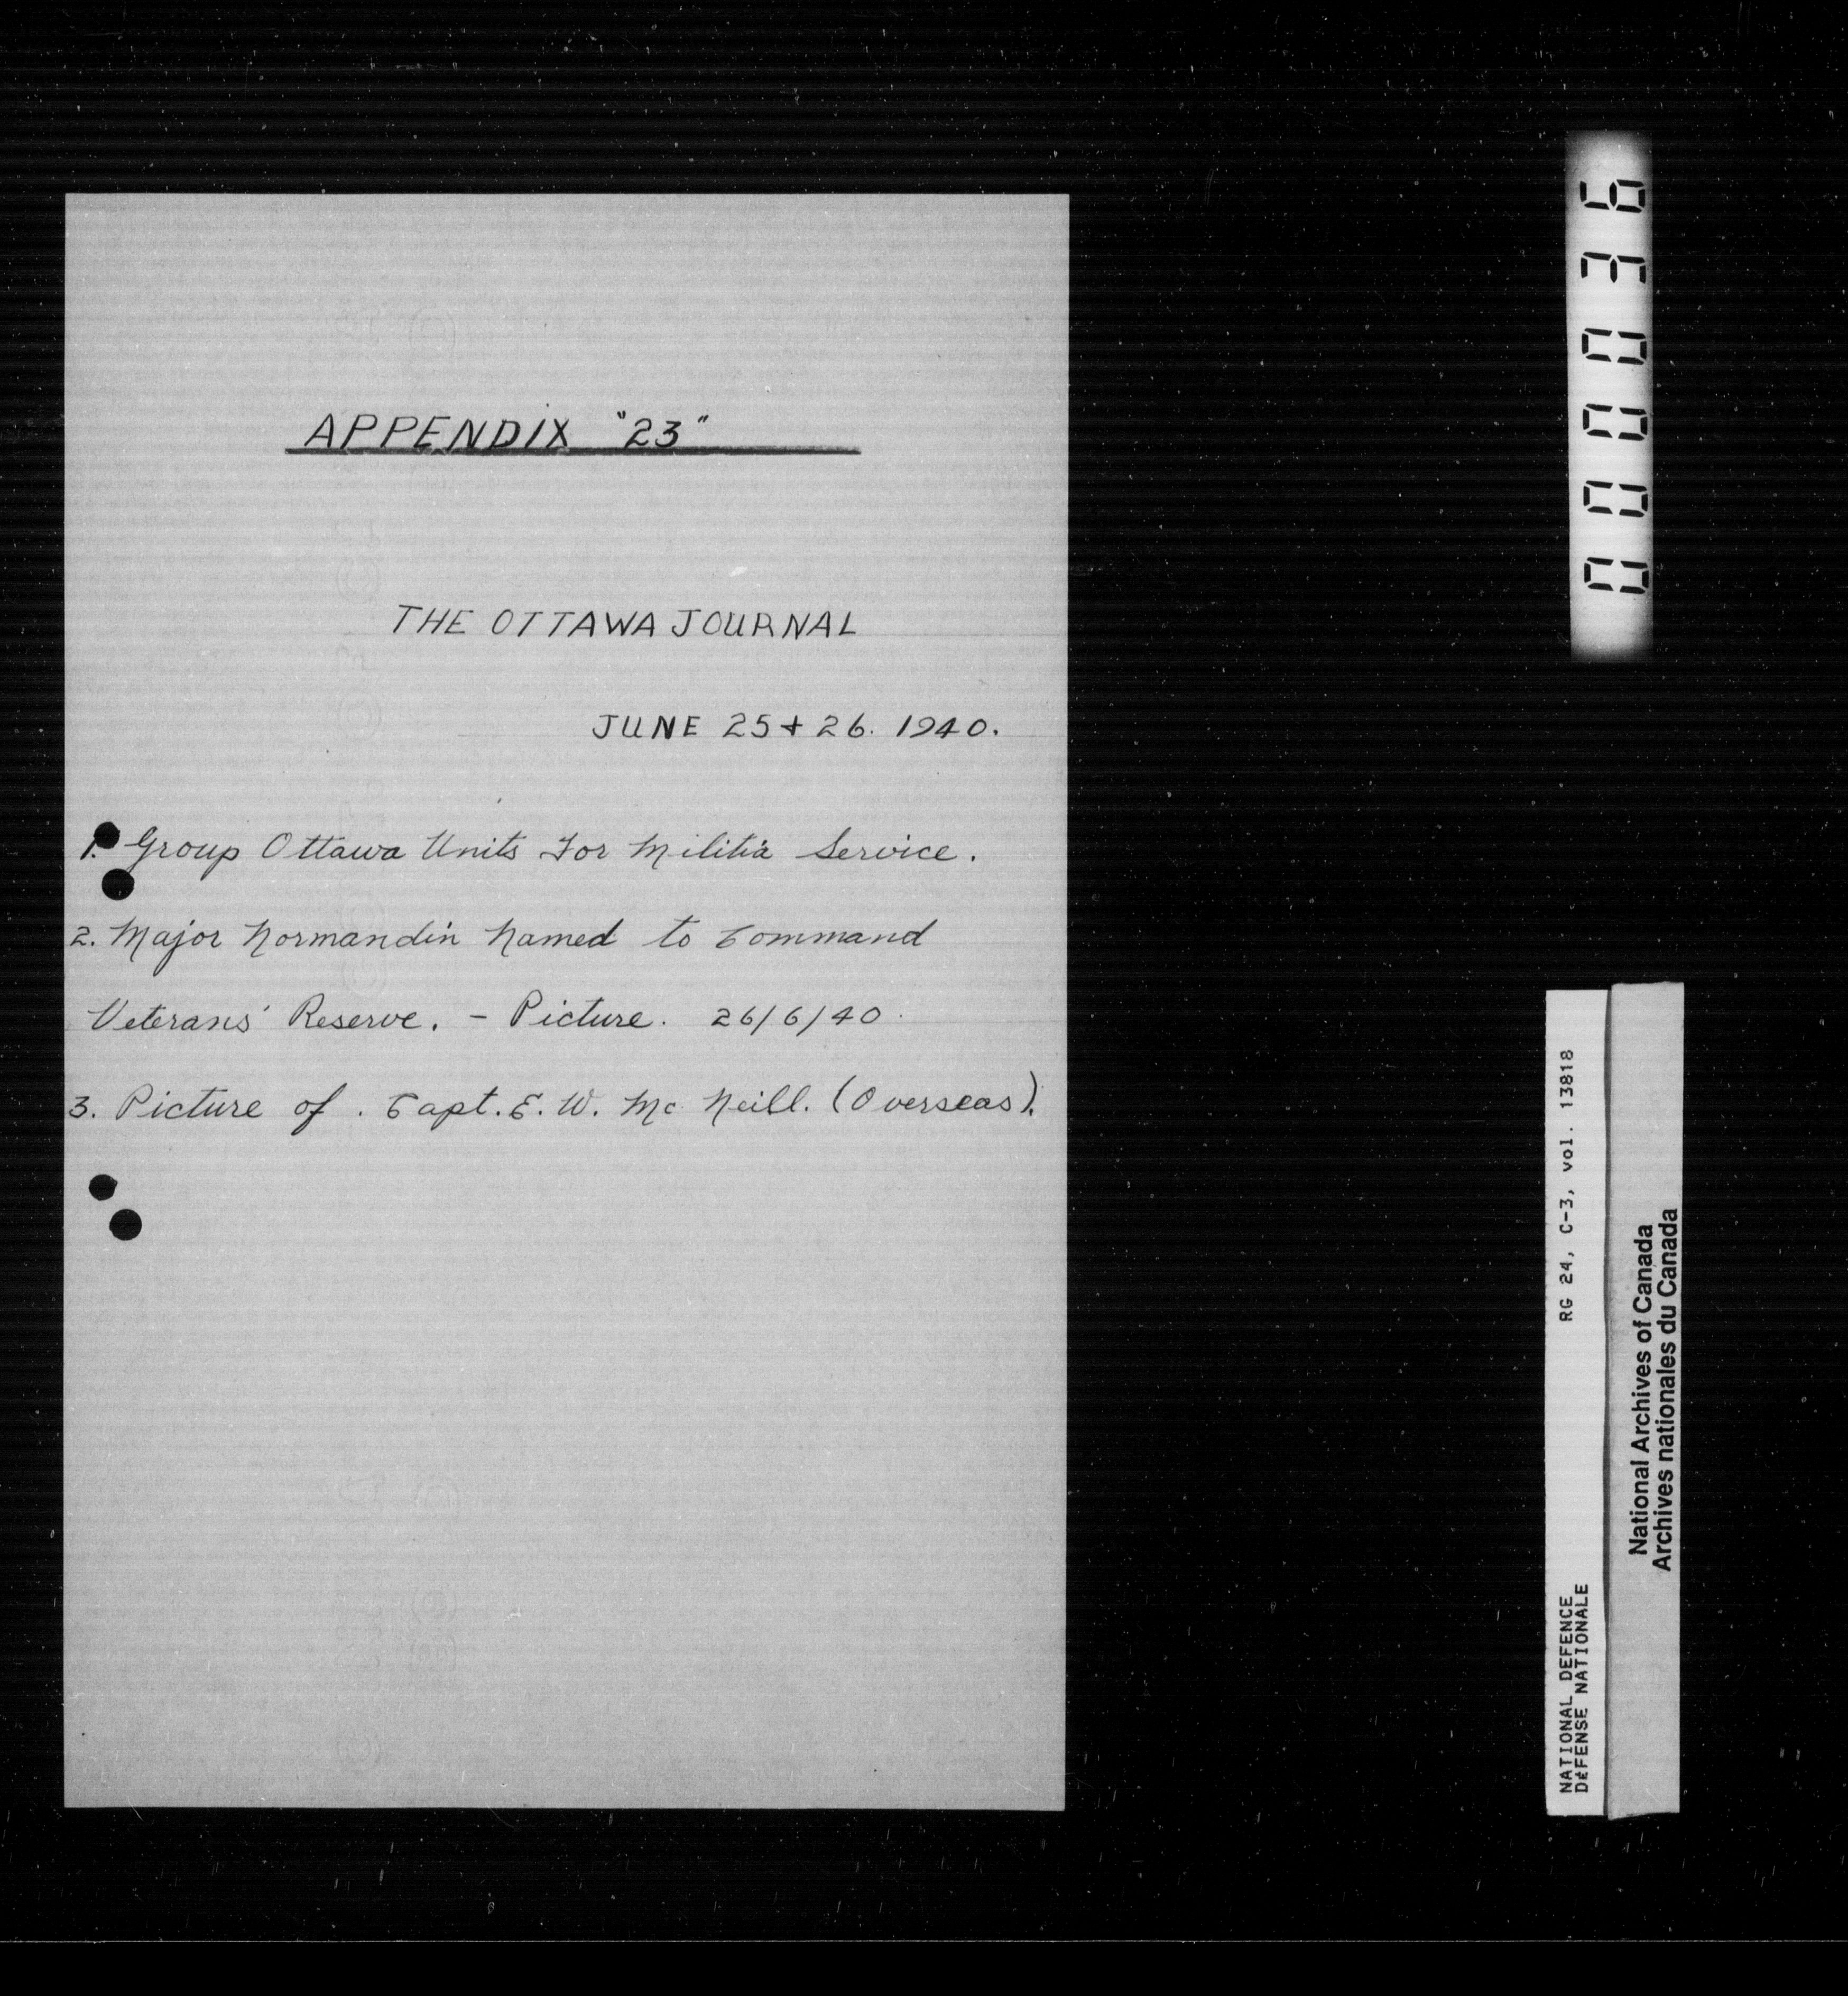 APPENDIX "23"
THE OTTAWA JOURNAL
JUNE 25 + 26. 1940.
1. Group Ottawa Units For Militia Service.
2. Major Normandin Named to Command
Veterans' Reserve. - Picture. 26/6/40.
3. Picture of . Capt. E. W. Mc Neill. (Overseas).
000036
RG 24, C-3, vol. 13818
NATIONAL DEFENCE
DéFENSE NATIONALE
National Archives of Canada
Archives nationales du Canada